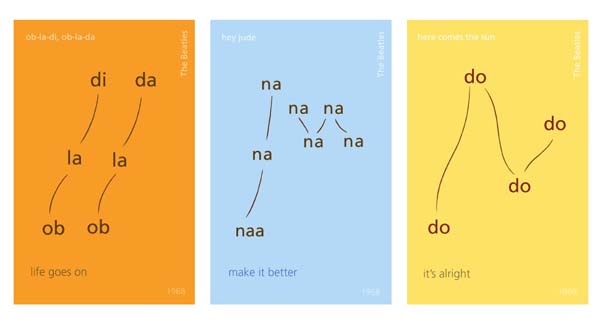 ob-la-di, ob-la-da
The Beatles
di da
la la
ob ob
life goes on
1968
hey jude
The Beatles
na
na na
na na
na
naa
make it better
1968
here comes the sun
The Beatles
do
do
do
do
it's alright
1969